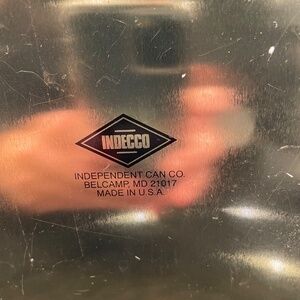 INDECCO
INDEPENDENT CAN CO.
BELCAMP, MD 21017
MADE IN U.S.A.